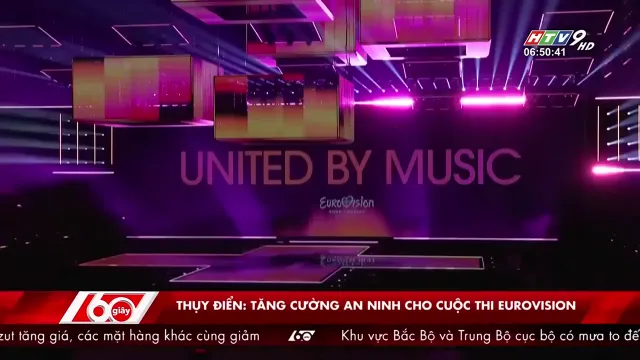 HTV9 HD
06:50:41
UNITED BY MUSIC
EUROVISION
60 giây
THỤY ĐIỂN: TĂNG CƯỜNG AN NINH CHO CUỘC THI EUROVISION
zut tăng giá, các mặt hàng khác cùng giảm 60 giây Khu vực Bắc Bộ và Trung Bộ cục bộ có mưa to đế